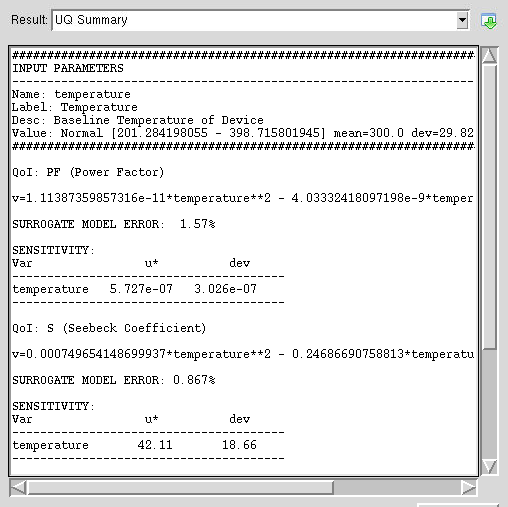 Result: UQ Summary
####################################################################
INPUT PARAMETERS
--------------------------------------------------------------------
Name: temperature
Label: Temperature
Desc: Baseline Temperature of Device
Value: Normal [201.284198055 - 398.715801945] mean=300.0 dev=29.82
####################################################################
QoI: PF (Power Factor)
v=1.11387359857316e-11*temperature**2 - 4.03332418097198e-9*temper
SURROGATE MODEL ERROR: 1.57%
SENSITIVITY:
Var u* dev
-----------------------------------------
temperature 5.727e-07 3.026e-07
-----------------------------------------
QoI: S (Seebeck Coefficient)
v=0.000749654148699937*temperature**2 - 0.24686690758813*temperatu
SURROGATE MODEL ERROR: 0.867%
SENSITIVITY:
Var u* dev
-----------------------------------------
temperature 42.11 18.66
-----------------------------------------